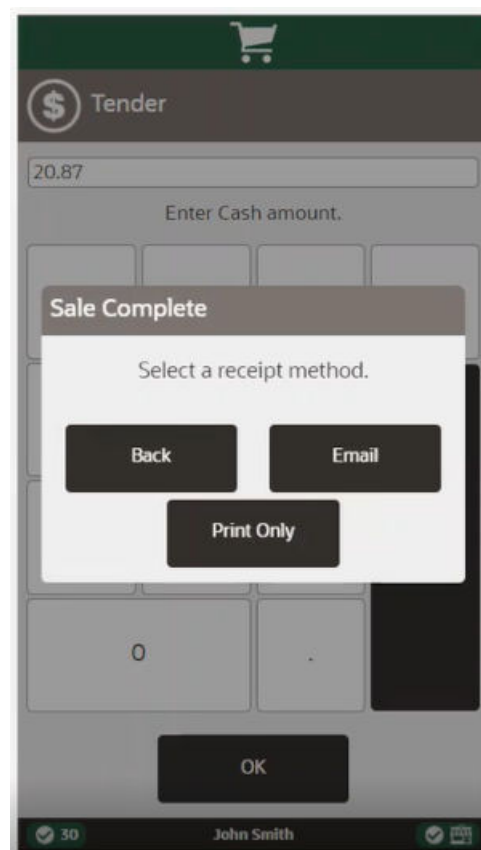 $ Tender
20.87
Enter Cash amount.
Sale Complete
Select a receipt method.
Back Email
Print Only
0 .
OK
30 John Smith